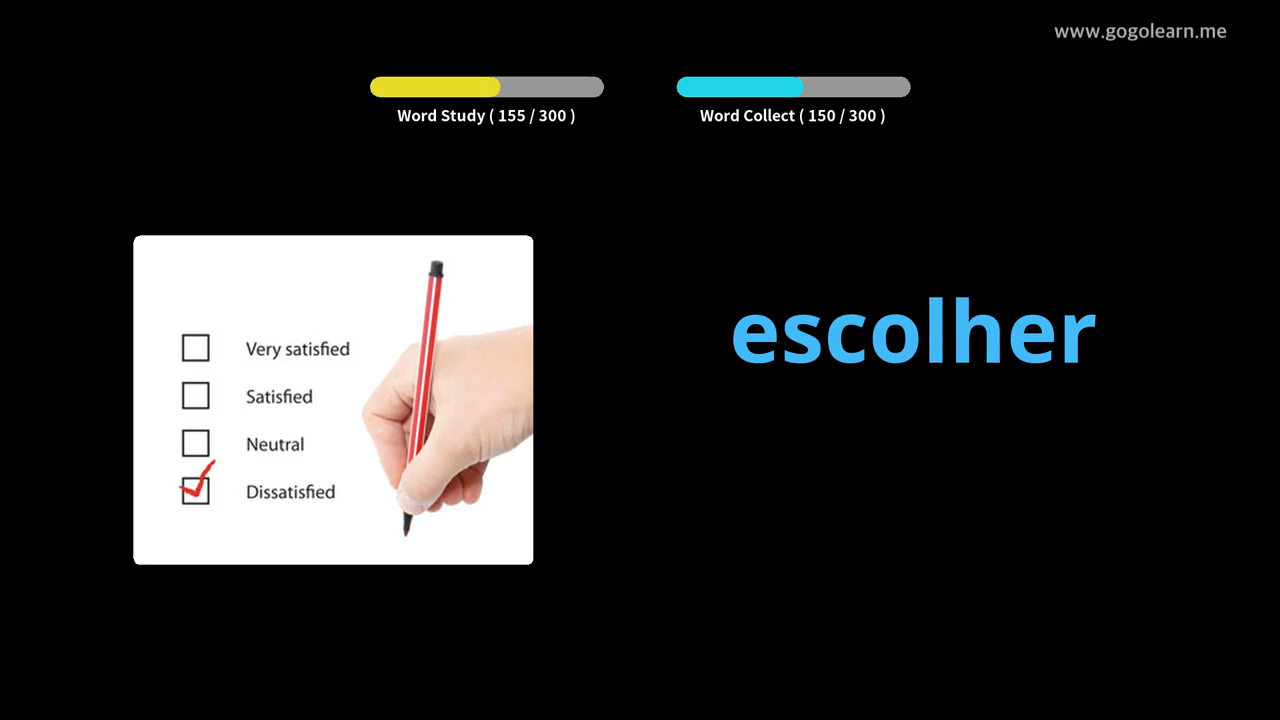 www.gogolearn.me
Word Study ( 155 / 300 )
Word Collect ( 150 / 300 )
escolher
Very satisfied
Satisfied
Neutral
Dissatisfied